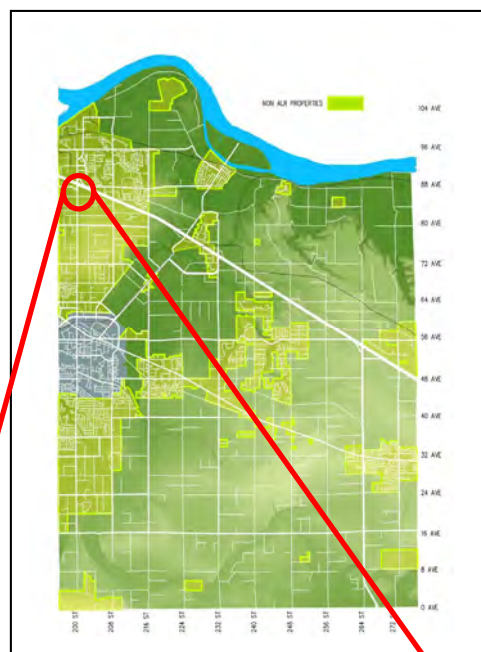 NON ALR PROPERTIES
104 AVE
96 AVE
88 AVE
80 AVE
72 AVE
64 AVE
56 AVE
48 AVE
40 AVE
32 AVE
24 AVE
16 AVE
8 AVE
0 AVE
200 ST
208 ST
216 ST
224 ST
232 ST
240 ST
248 ST
256 ST
264 ST
272 ST